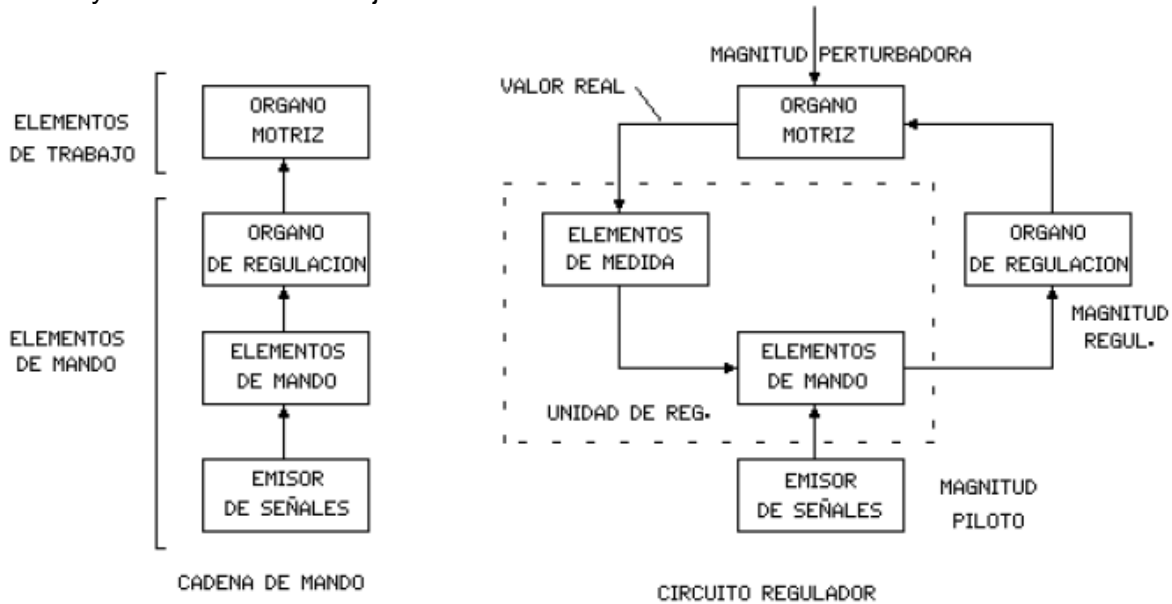 ELEMENTOS
DE TRABAJO
ORGANO
MOTRIZ
ELEMENTOS
DE MANDO
ORGANO
DE REGULACION
ELEMENTOS
DE MANDO
EMISOR
DE SEÑALES
CADENA DE MANDO
MAGNITUD PERTURBADORA
VALOR REAL
ORGANO
MOTRIZ
ELEMENTOS
DE MEDIDA
ORGANO
DE REGULACION
MAGNITUD
REGUL.
ELEMENTOS
DE MANDO
UNIDAD DE REG.
EMISOR
DE SEÑALES
MAGNITUD
PILOTO
CIRCUITO REGULADOR